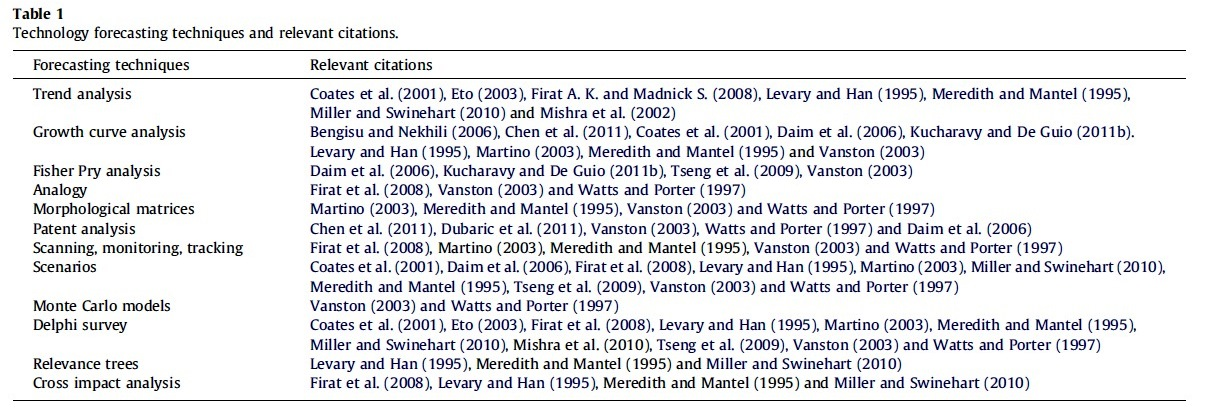 Table 1
Technology forecasting techniques and relevant citations.
Forecasting techniques Relevant citations
Trend analysis Coates et al. (2001), Eto (2003), Firat A. K. and Madnick S. (2008), Levary and Han (1995), Meredith and Mantel (1995),
Miller and Swinehart (2010) and Mishra et al. (2002)
Growth curve analysis Bengisu and Nekhili (2006), Chen et al. (2011), Coates et al. (2001), Daim et al. (2006), Kucharavy and De Guio (2011b).
Levary and Han (1995), Martino (2003), Meredith and Mantel (1995) and Vanston (2003)
Fisher Pry analysis Daim et al. (2006), Kucharavy and De Guio (2011b), Tseng et al. (2009), Vanston (2003)
Analogy Firat et al. (2008), Vanston (2003) and Watts and Porter (1997)
Morphological matrices Martino (2003), Meredith and Mantel (1995), Vanston (2003) and Watts and Porter (1997)
Patent analysis Chen et al. (2011), Dubaric et al. (2011), Vanston (2003), Watts and Porter (1997) and Daim et al. (2006)
Scanning, monitoring, tracking Firat et al. (2008), Martino (2003), Meredith and Mantel (1995), Vanston (2003) and Watts and Porter (1997)
Scenarios Coates et al. (2001), Daim et al. (2006), Firat et al. (2008), Levary and Han (1995), Martino (2003), Miller and Swinehart (2010),
Meredith and Mantel (1995), Tseng et al. (2009), Vanston (2003) and Watts and Porter (1997)
Monte Carlo models Vanston (2003) and Watts and Porter (1997)
Delphi survey Coates et al. (2001), Eto (2003), Firat et al. (2008), Levary and Han (1995), Martino (2003), Meredith and Mantel (1995),
Miller and Swinehart (2010), Mishra et al. (2010), Tseng et al. (2009), Vanston (2003) and Watts and Porter (1997)
Relevance trees Levary and Han (1995), Meredith and Mantel (1995) and Miller and Swinehart (2010)
Cross impact analysis Firat et al. (2008), Levary and Han (1995), Meredith and Mantel (1995) and Miller and Swinehart (2010)